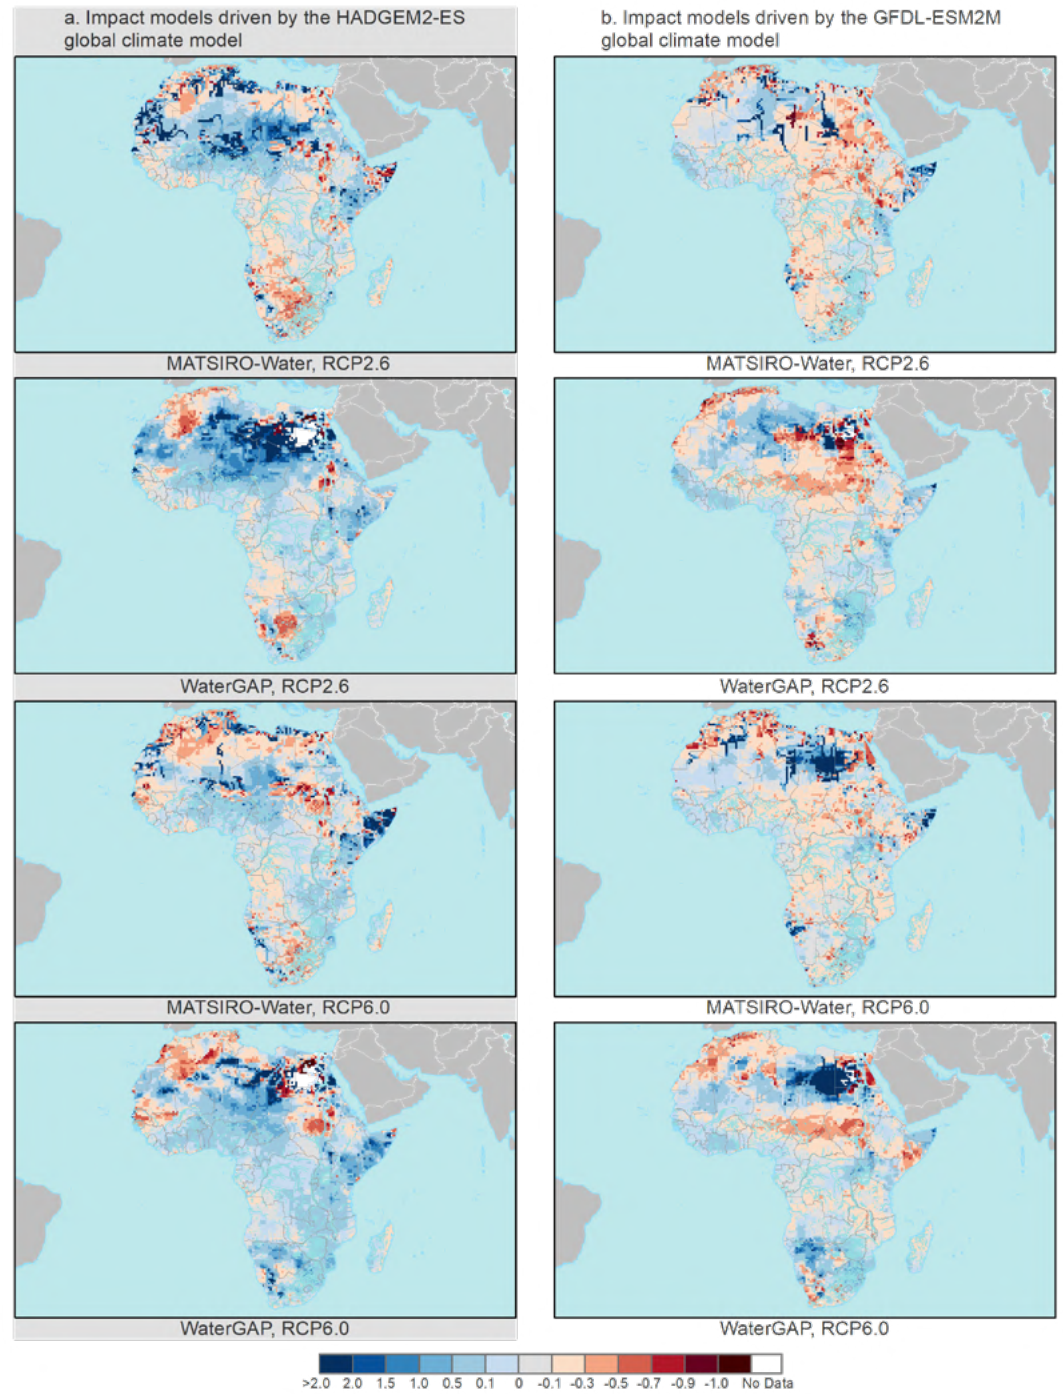 a. Impact models driven by the HADGEM2-ES
global climate model
b. Impact models driven by the GFDL-ESM2M
global climate model
MATSIRO-Water, RCP2.6
MATSIRO-Water, RCP2.6
WaterGAP, RCP2.6
WaterGAP, RCP2.6
MATSIRO-Water, RCP6.0
MATSIRO-Water, RCP6.0
WaterGAP, RCP6.0
WaterGAP, RCP6.0
>2.0 2.0 1.5 1.0 0.5 0.1 0 -0.1 -0.3 -0.5 -0.7 -0.9 -1.0 No Data